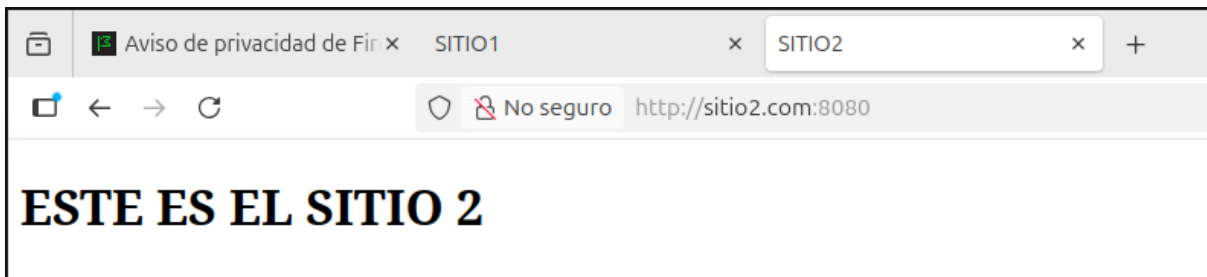 Aviso de privacidad de Fir
SITIO1
SITIO2
No seguro http://sitio2.com:8080
ESTE ES EL SITIO 2